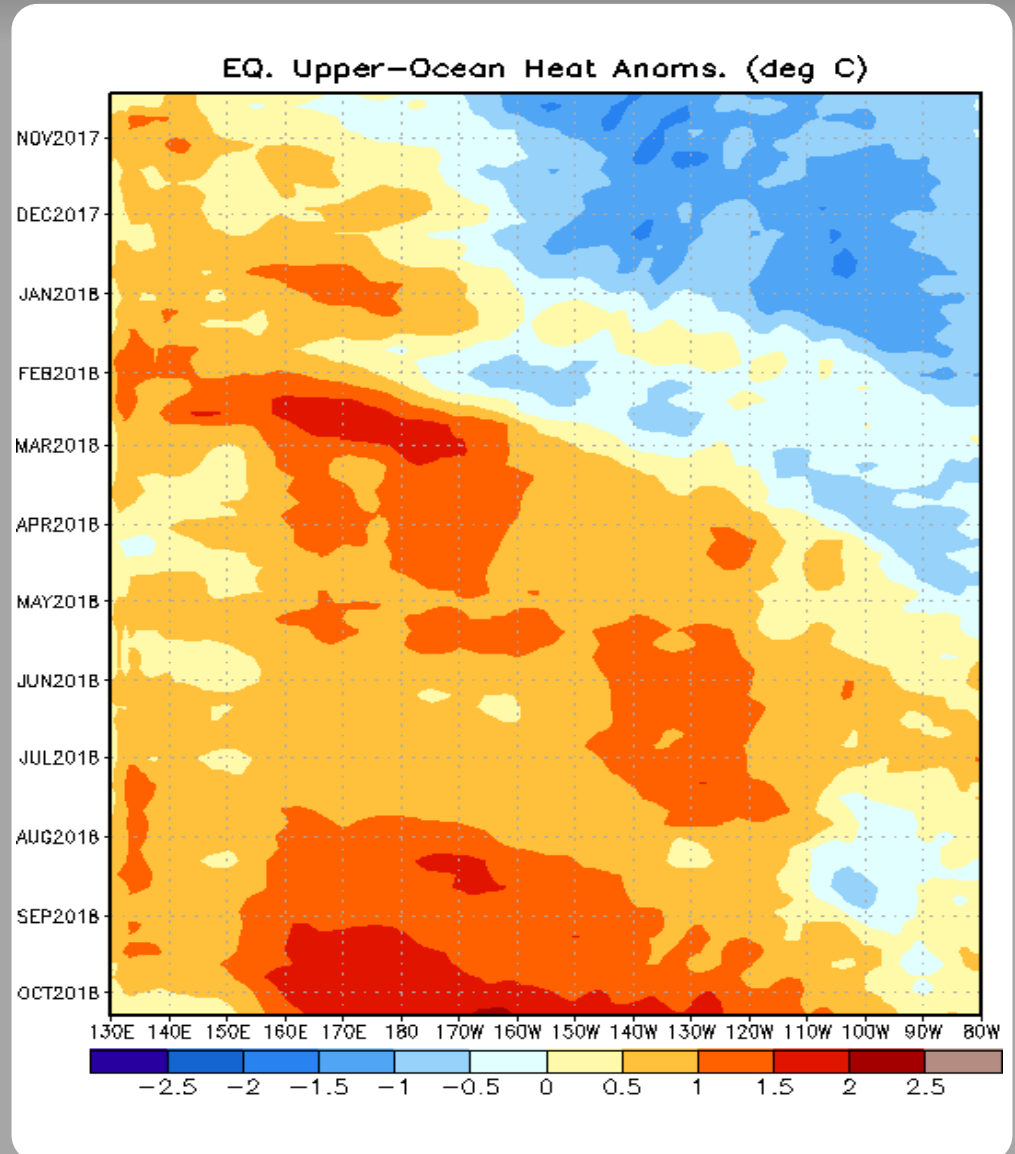 EQ. Upper-Ocean Heat Anoms. (deg C)
NOV2017
DEC2017
JAN2018
FEB2018
MAR2018
APR2018
MAY2018
JUN2018
JUL2018
AUG2018
SEP2018
OCT2018
130E 140E 150E 160E 170E 180 170W 160W 150W 140W 130W 120W 110W 100W 90W 80W
-2.5 -2 -1.5 -1 -0.5 0 0.5 1 1.5 2 2.5